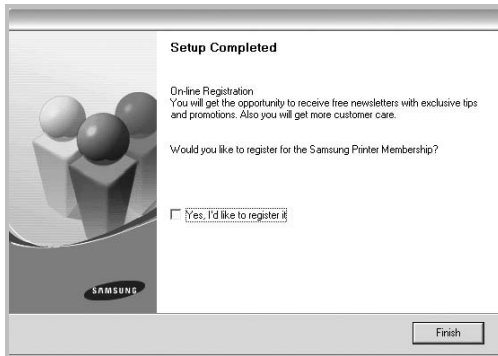 Setup Completed
On-line Registration
You will get the opportunity to receive free newsletters with exclusive tips
and promotions. Also you will get more customer care.
Would you like to register for the Samsung Printer Membership?
Yes, I'd like to register it
SAMSUNG
Finish